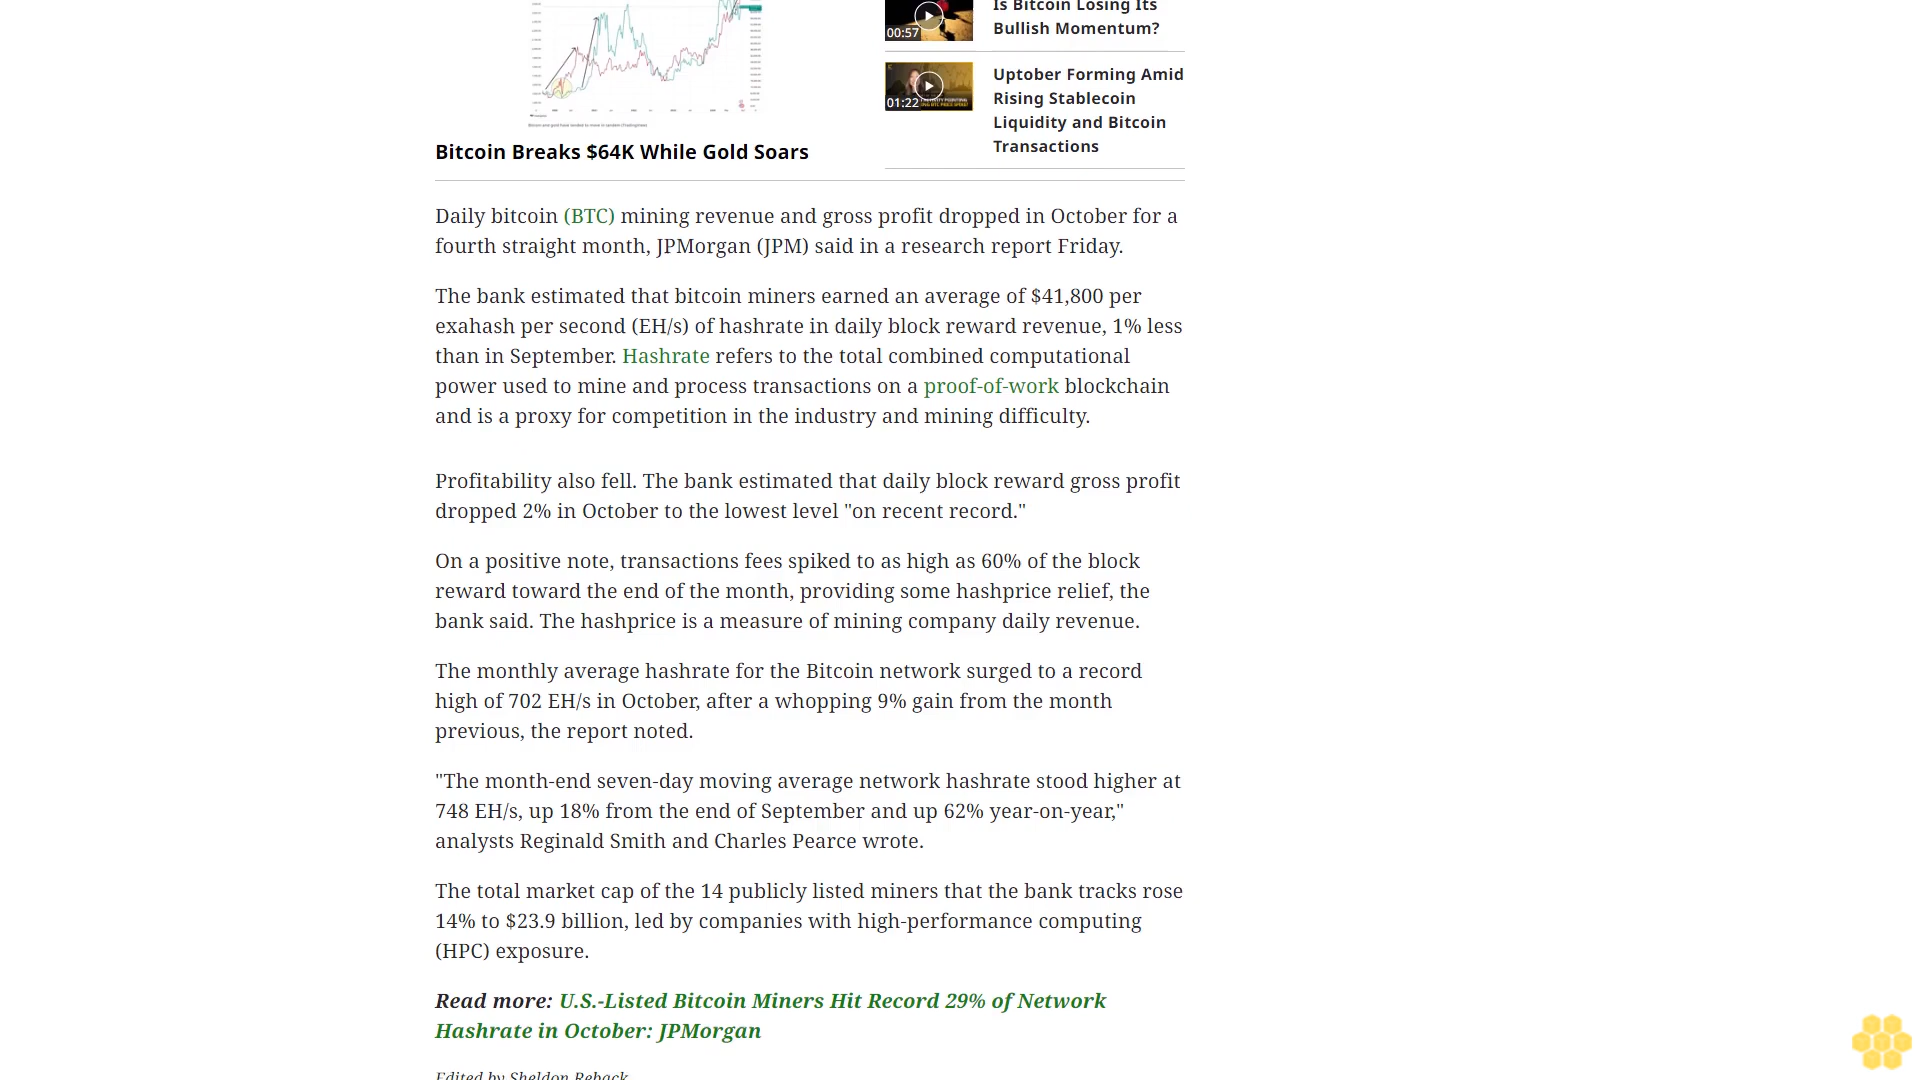 Is Bitcoin Losing Its
Bullish Momentum?
00:57
Uptober Forming Amid
Rising Stablecoin
Liquidity and Bitcoin
Transactions
01:22
Bitcoin and gold have tended to move in tandem (TradingView)
Bitcoin Breaks $64K While Gold Soars
Daily bitcoin (BTC) mining revenue and gross profit dropped in October for a
fourth straight month, JPMorgan (JPM) said in a research report Friday.
The bank estimated that bitcoin miners earned an average of $41,800 per
exahash per second (EH/s) of hashrate in daily block reward revenue, 1% less
than in September. Hashrate refers to the total combined computational
power used to mine and process transactions on a proof-of-work blockchain
and is a proxy for competition in the industry and mining difficulty.
Profitability also fell. The bank estimated that daily block reward gross profit
dropped 2% in October to the lowest level "on recent record."
On a positive note, transactions fees spiked to as high as 60% of the block
reward toward the end of the month, providing some hashprice relief, the
bank said. The hashprice is a measure of mining company daily revenue.
The monthly average hashrate for the Bitcoin network surged to a record
high of 702 EH/s in October, after a whopping 9% gain from the month
previous, the report noted.
"The month-end seven-day moving average network hashrate stood higher at
748 EH/s, up 18% from the end of September and up 62% year-on-year,"
analysts Reginald Smith and Charles Pearce wrote.
The total market cap of the 14 publicly listed miners that the bank tracks rose
14% to $23.9 billion, led by companies with high-performance computing
(HPC) exposure.
Read more: U.S.-Listed Bitcoin Miners Hit Record 29% of Network
Hashrate in October: JPMorgan
Edited by Sheldon Reback